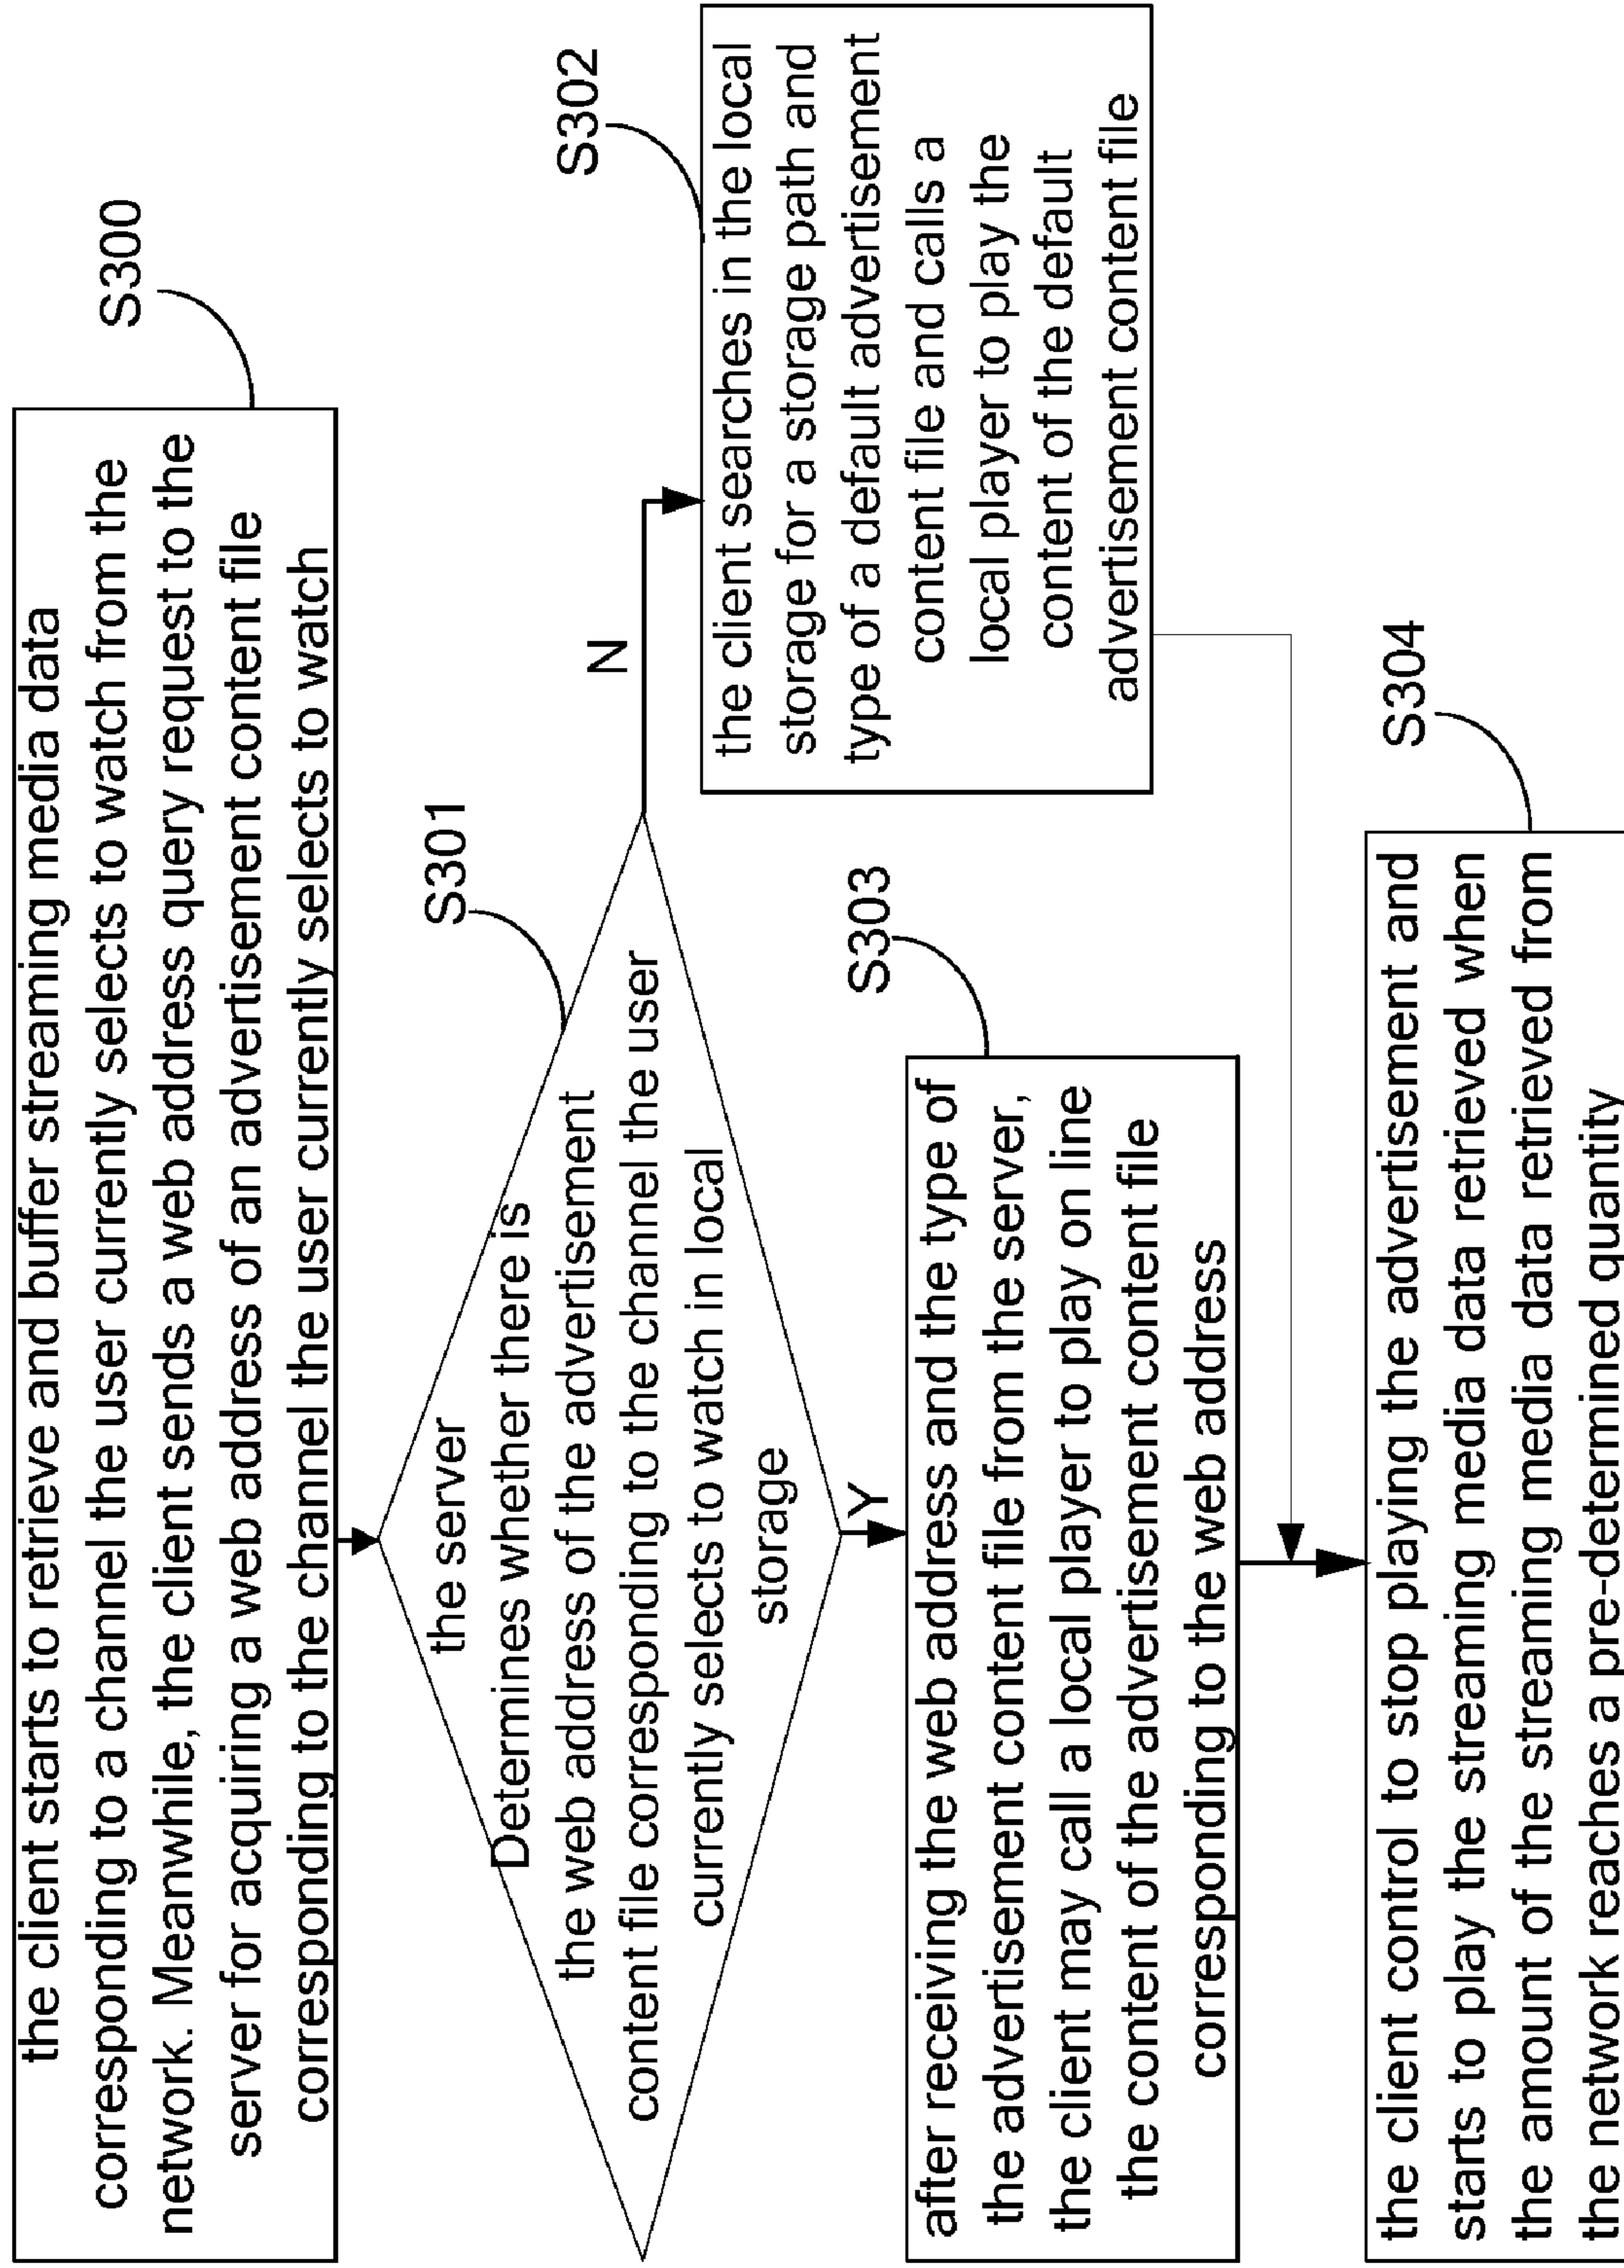 the client starts to retrieve and buffer streaming media data
corresponding to a channel the user currently selects to watch from the
network. Meanwhile, the client sends a web address query request to the
server for acquiring a web address of an advertisement content file
corresponding to the channel the user currently selects to watch
S300
the server
Determines whether there is
the web address of the advertisement
content file corresponding to the channel the user
currently selects to watch in local
storage
S301
N
the client searches in the local
storage for a storage path and
type of a default advertisement
content file and calls a
local player to play the
content of the default
advertisement content file
S302
Y
after receiving the web address and the type of
the advertisement content file from the server,
the client may call a local player to play on line
the content of the advertisement content file
corresponding to the web address
S303
the client control to stop playing the advertisement and
starts to play the streaming media data retrieved when
the amount of the streaming media data retrieved from
the network reaches a pre-determined quantity
S304